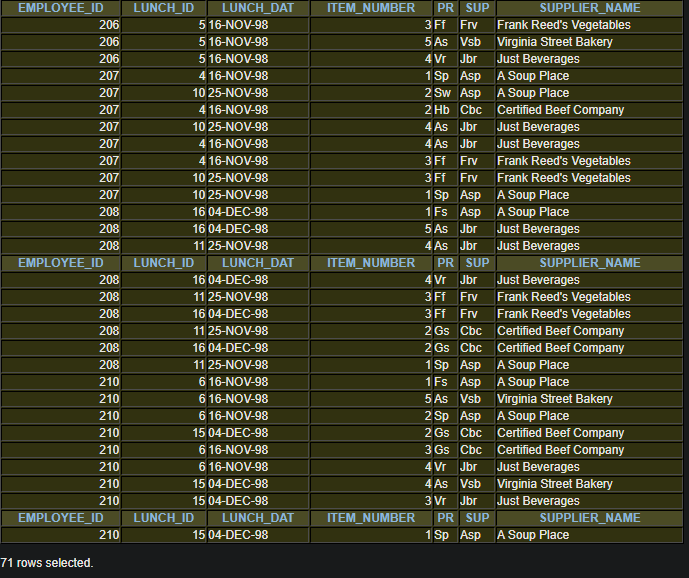 EMPLOYEE_ID LUNCH_ID LUNCH_DAT ITEM_NUMBER PR SUP SUPPLIER_NAME
206 5 16-NOV-98 3 Ff Frv Frank Reed's Vegetables
206 5 16-NOV-98 5 As Vsb Virginia Street Bakery
206 5 16-NOV-98 4 Vr Jbr Just Beverages
207 4 16-NOV-98 1 Sp Asp A Soup Place
207 10 25-NOV-98 2 Sw Asp A Soup Place
207 4 16-NOV-98 2 Hb Cbc Certified Beef Company
207 10 25-NOV-98 4 As Jbr Just Beverages
207 4 16-NOV-98 4 As Jbr Just Beverages
207 4 16-NOV-98 3 Ff Frv Frank Reed's Vegetables
207 10 25-NOV-98 3 Ff Frv Frank Reed's Vegetables
207 10 25-NOV-98 1 Sp Asp A Soup Place
208 16 04-DEC-98 1 Fs Asp A Soup Place
208 16 04-DEC-98 5 As Jbr Just Beverages
208 11 25-NOV-98 4 As Jbr Just Beverages
EMPLOYEE_ID LUNCH_ID LUNCH_DAT ITEM_NUMBER PR SUP SUPPLIER_NAME
208 16 04-DEC-98 4 Vr Jbr Just Beverages
208 11 25-NOV-98 3 Ff Frv Frank Reed's Vegetables
208 16 04-DEC-98 3 Ff Frv Frank Reed's Vegetables
208 11 25-NOV-98 2 Gs Cbc Certified Beef Company
208 16 04-DEC-98 2 Gs Cbc Certified Beef Company
208 11 25-NOV-98 1 Sp Asp A Soup Place
210 6 16-NOV-98 1 Fs Asp A Soup Place
210 6 16-NOV-98 5 As Vsb Virginia Street Bakery
210 6 16-NOV-98 2 Sp Asp A Soup Place
210 15 04-DEC-98 2 Gs Cbc Certified Beef Company
210 6 16-NOV-98 3 Gs Cbc Certified Beef Company
210 6 16-NOV-98 4 Vr Jbr Just Beverages
210 15 04-DEC-98 4 As Vsb Virginia Street Bakery
210 15 04-DEC-98 3 Vr Jbr Just Beverages
EMPLOYEE_ID LUNCH_ID LUNCH_DAT ITEM_NUMBER PR SUP SUPPLIER_NAME
210 15 04-DEC-98 1 Sp Asp A Soup Place
71 rows selected.